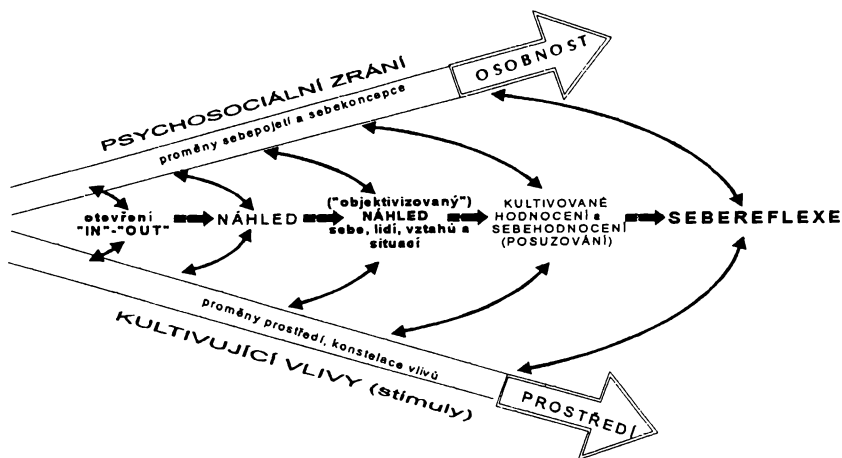 OSOBNOST
PSYCHOSOCIÁLNÍ ZRÁNÍ
proměny sebepojetí a sebekoncepce
otevření
"IN"-"OUT"
NÁHLED
("objektivizovaný")
NÁHLED
sebe, lidí, vztahů a
situací
KULTIVOVANÉ
HODNOCENÍ a
SEBEHODNOCENÍ
(POSUZOVÁNÍ)
SEBEREFLEXE
proměny prostředí, konstelace vlivů
KULTIVUJÍCÍ VLIVY (stimuly)
PROSTŘEDÍ